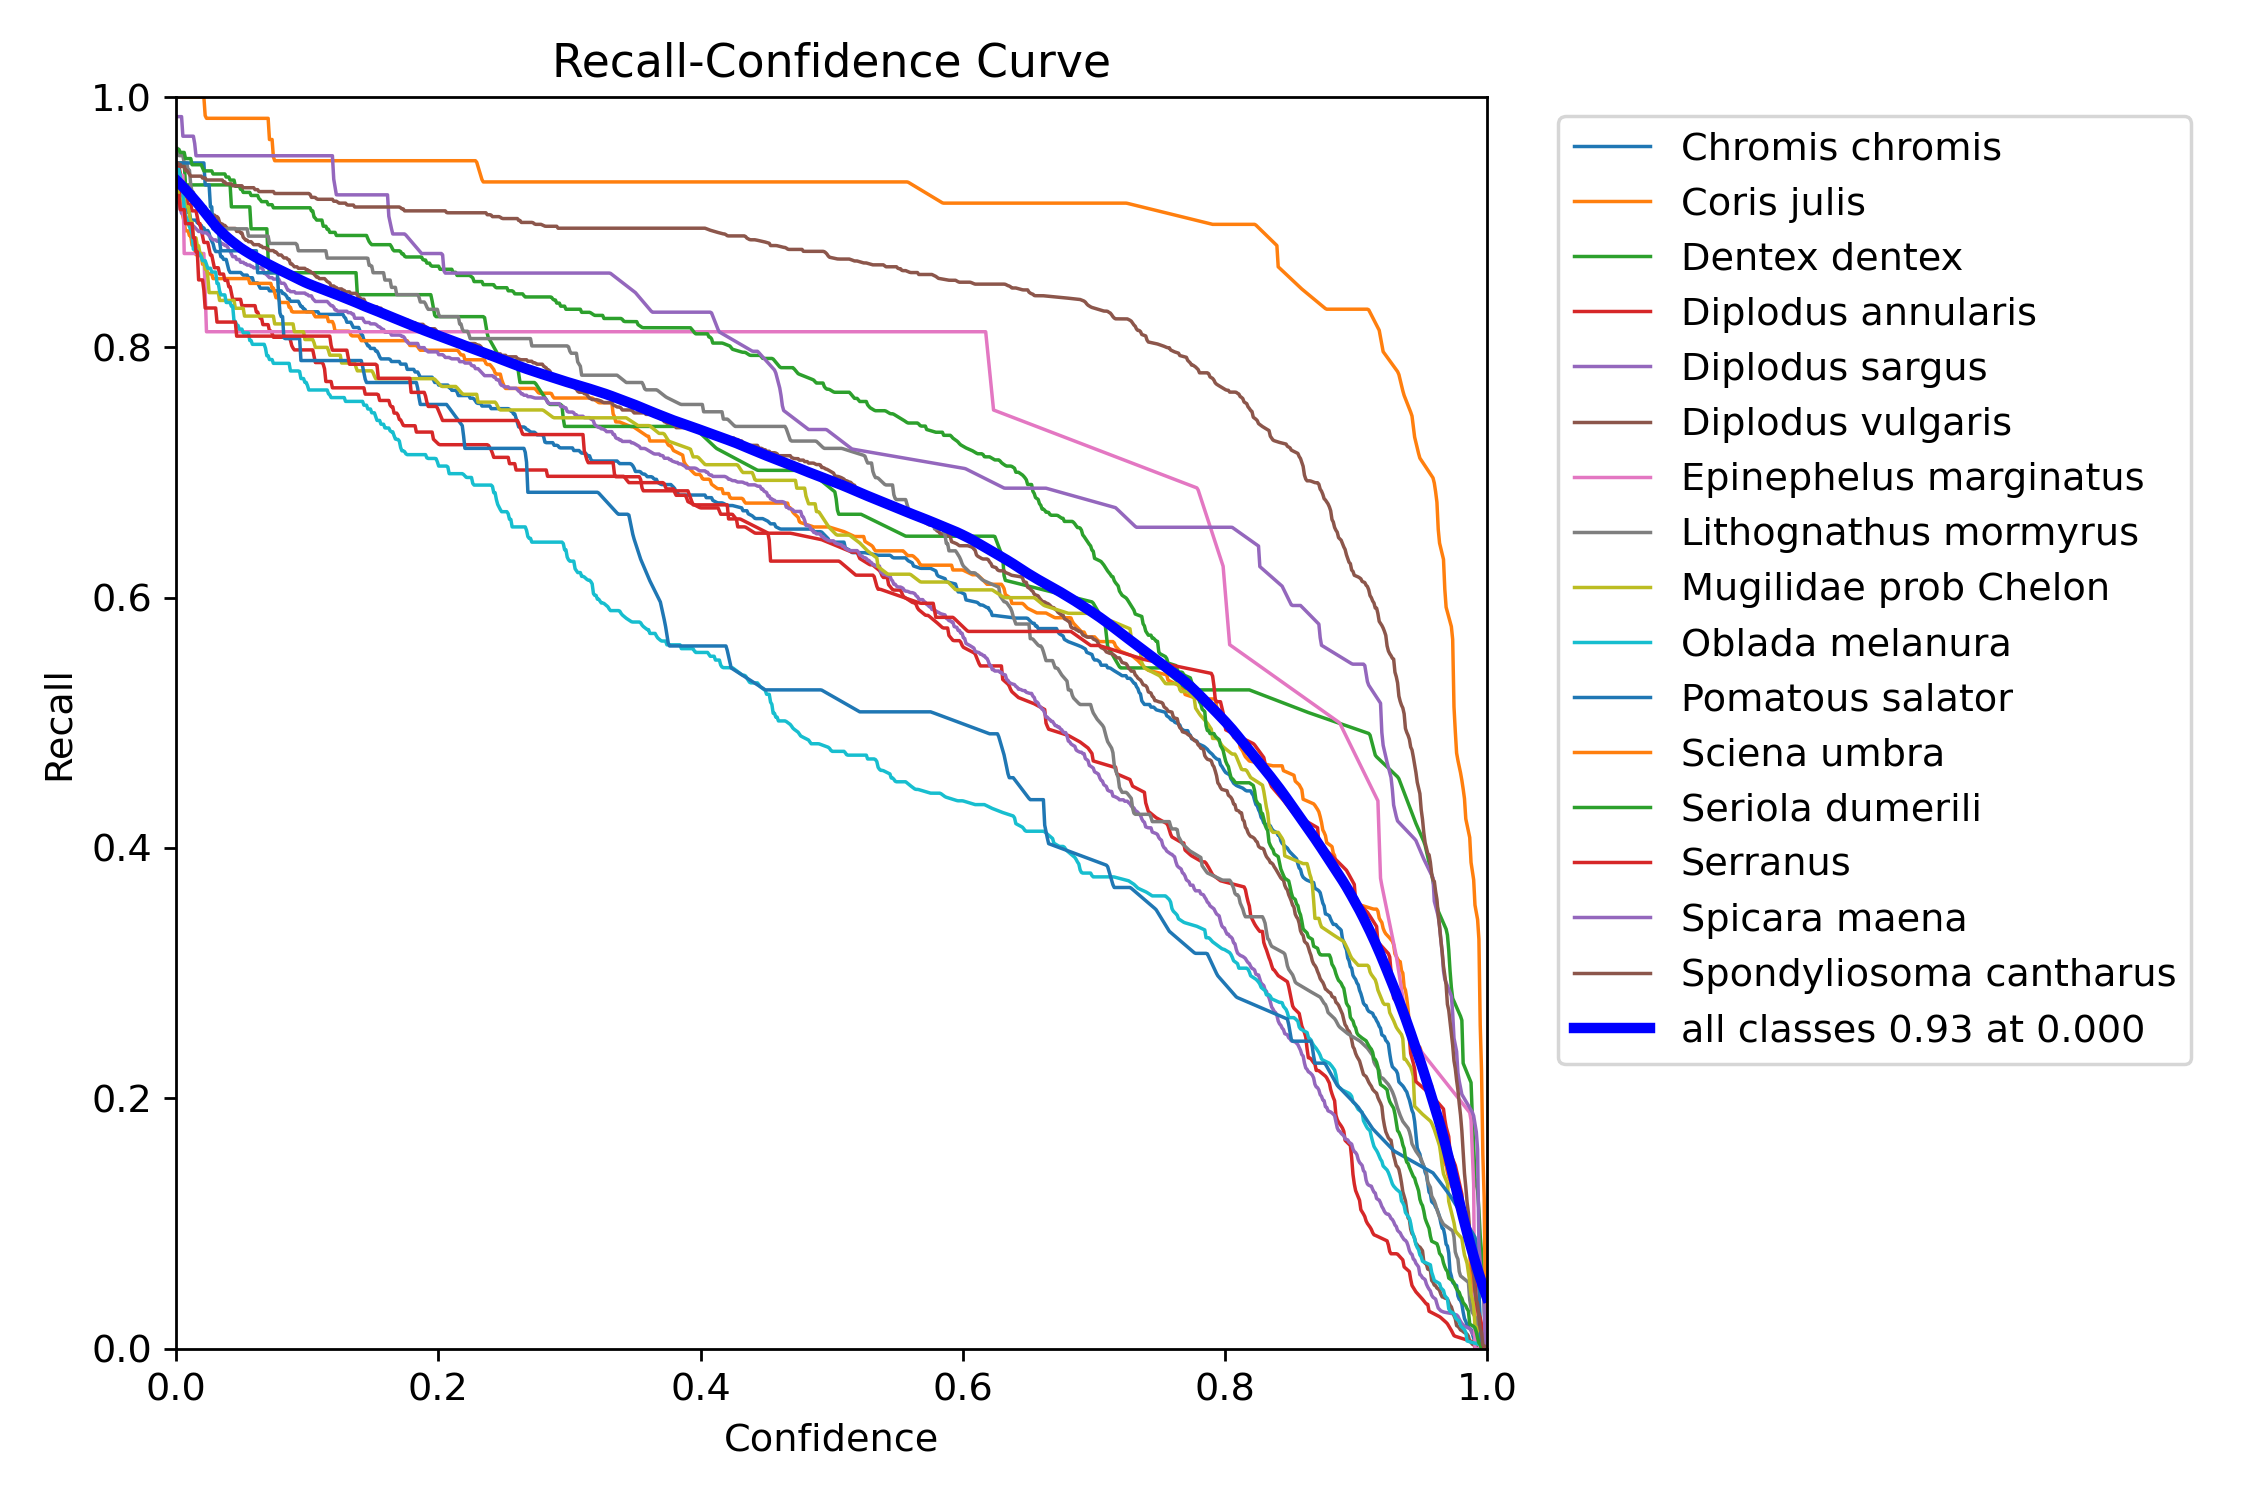 Recall-Confidence Curve
1.0
0.8
0.6
0.4
0.2
0.0
Recall
0.0 0.2 0.4 0.6 0.8 1.0
Confidence
Chromis chromis
Coris julis
Dentex dentex
Diplodus annularis
Diplodus sargus
Diplodus vulgaris
Epinephelus marginatus
Lithognathus mormyrus
Mugilidae prob Chelon
Oblada melanura
Pomatous salator
Sciena umbra
Seriola dumerili
Serranus
Spicara maena
Spondyliosoma cantharus
all classes 0.93 at 0.000